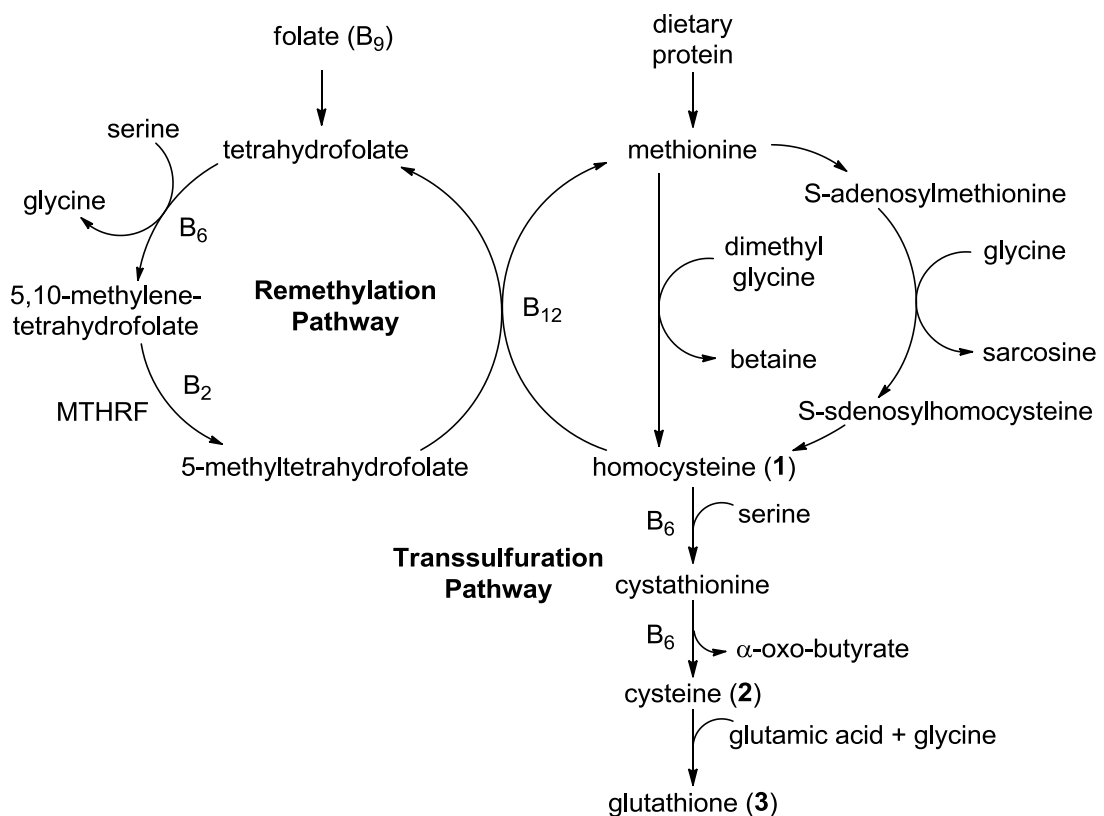 folate (B9)
dietary
protein
serine
tetrahydrofolate
methionine
glycine
B6
S-adenosylmethionine
dimethyl
glycine
glycine
5,10-methylene-
tetrahydrofolate
Remethylation
Pathway
B12
B2
betaine
sarcosine
MTHRF
S-sdenosylhomocysteine
5-methyltetrahydrofolate
homocysteine (1)
B6
serine
Transsulfuration
Pathway
cystathionine
B6
α-oxo-butyrate
cysteine (2)
glutamic acid + glycine
glutathione (3)